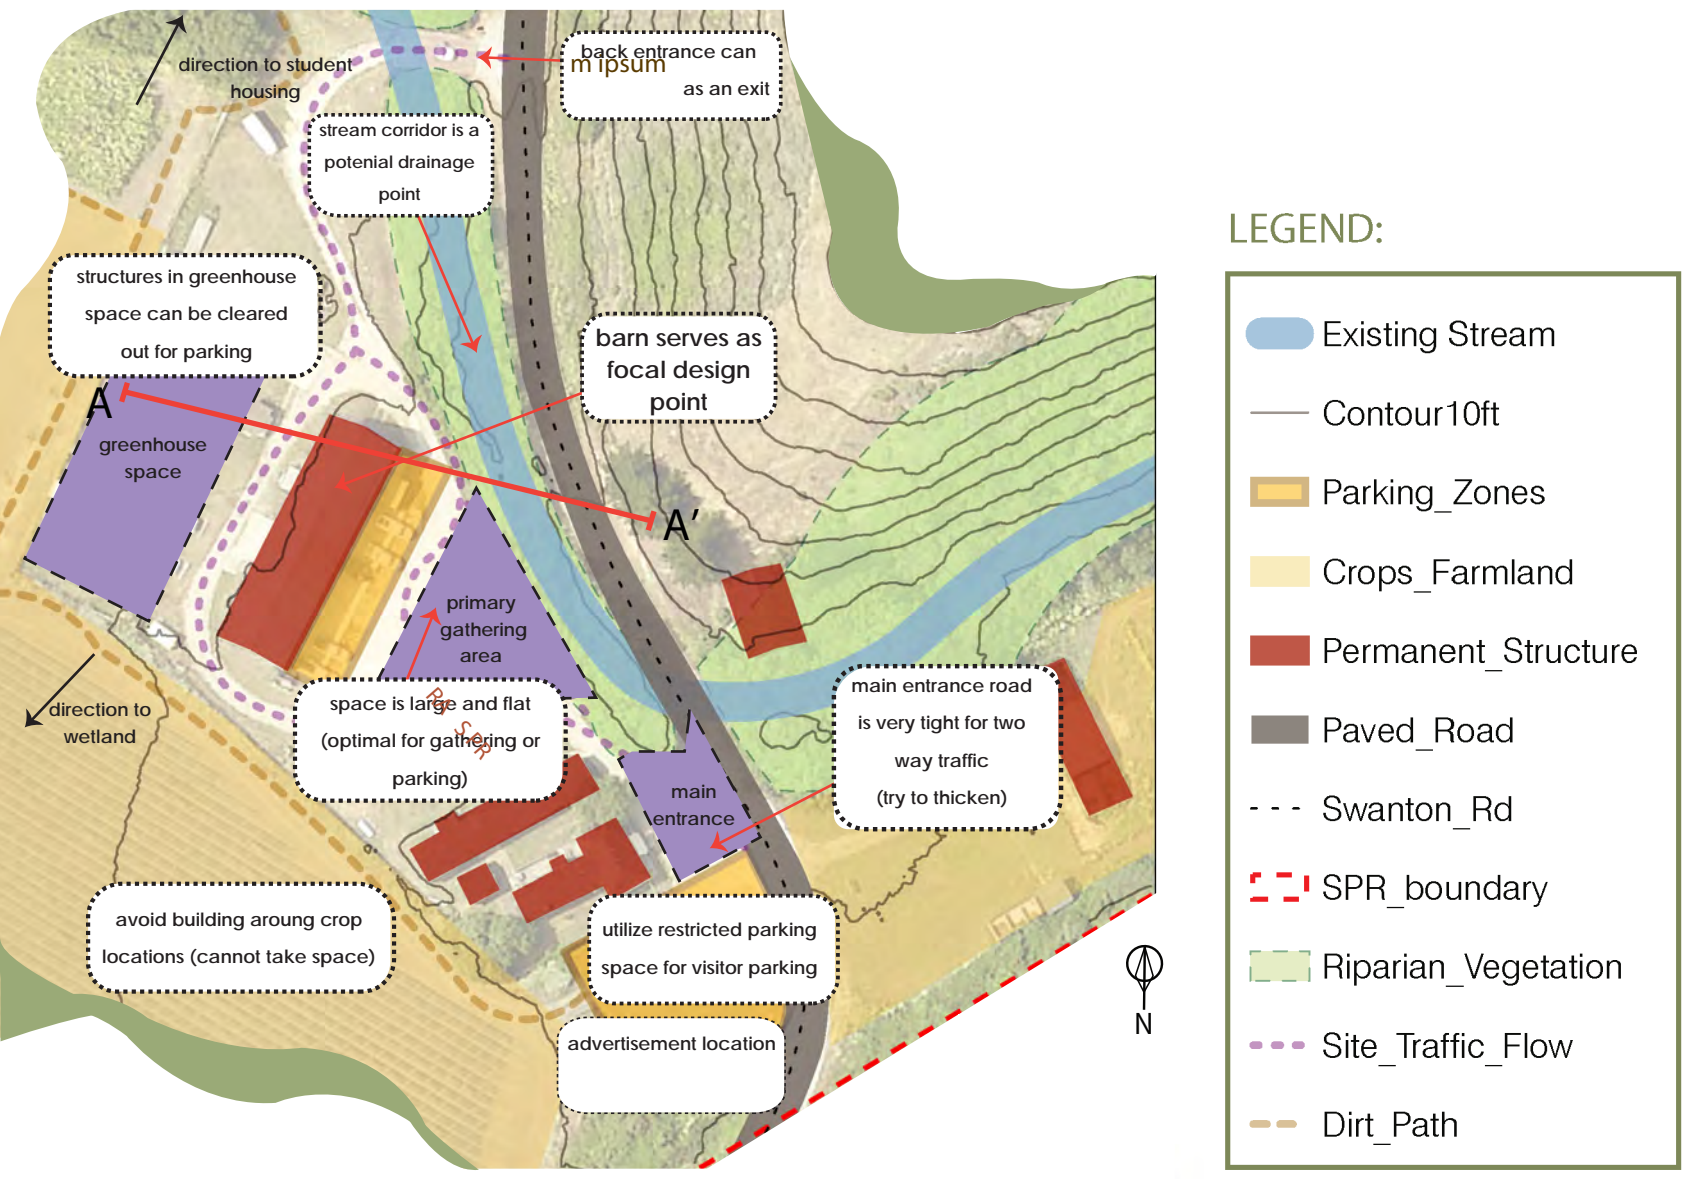 direction to student
housing
back entrance can
m ipsum
as an exit
stream corridor is a
potenial drainage
point
structures in greenhouse
space can be cleared
out for parking
barn serves as
focal design
point
A
greenhouse
space
A’
primary
gathering
area
direction to
wetland
space is large and flat
(optimal for gathering or
parking)
main
entrance
main entrance road
is very tight for two
way traffic
(try to thicken)
avoid building aroung crop
locations (cannot take space)
utilize restricted parking
space for visitor parking
advertisement location
N
LEGEND:
Existing Stream
Contour10ft
Parking_Zones
Crops_Farmland
Permanent_Structure
Paved_Road
Swanton_Rd
SPR_boundary
Riparian_Vegetation
Site_Traffic_Flow
Dirt_Path